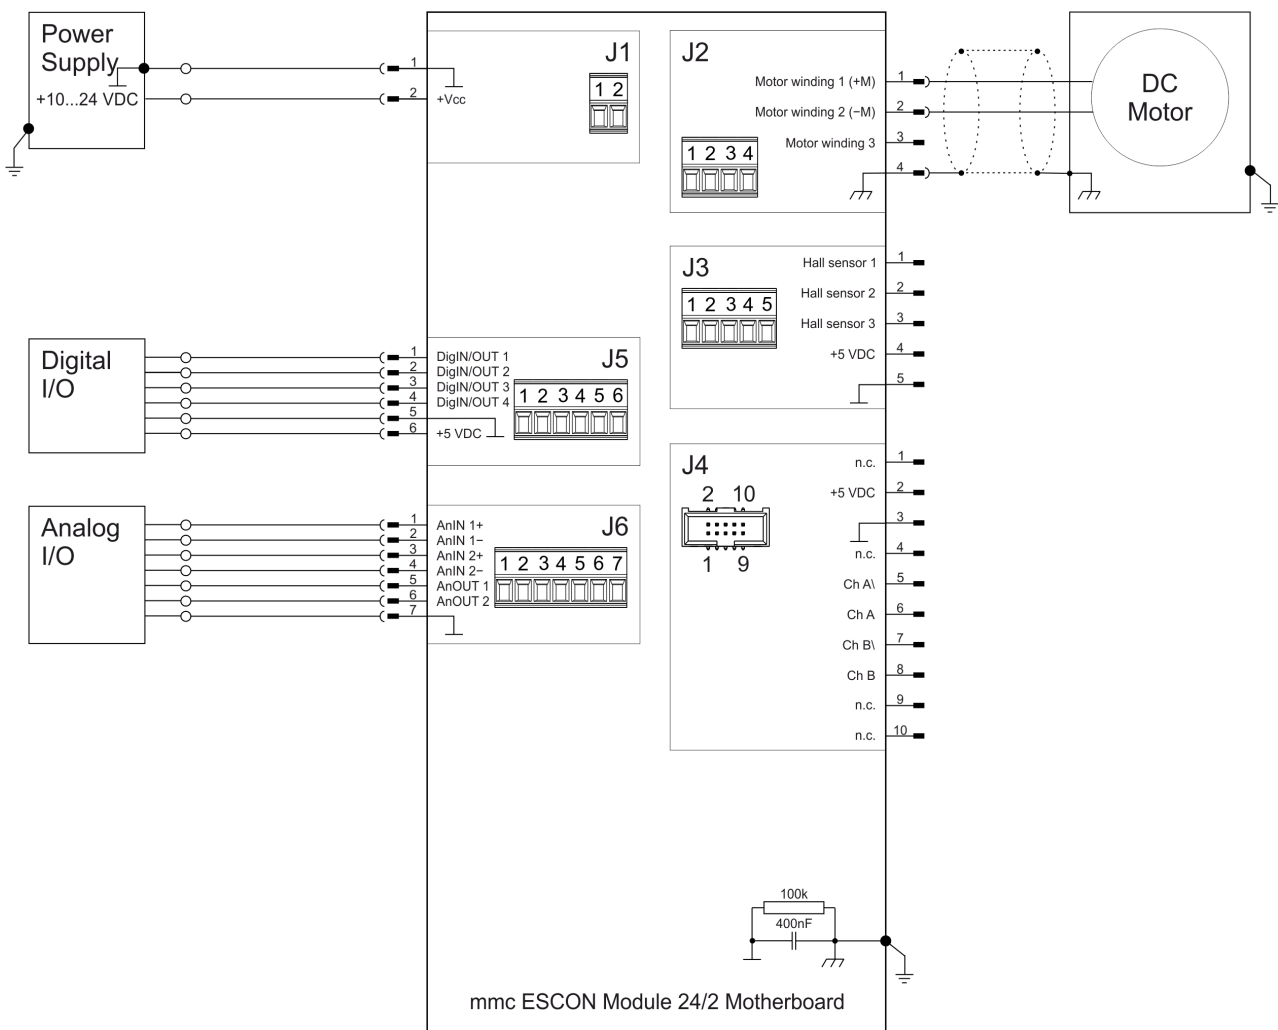 Power
Supply
+10...24 VDC
1
2
+Vcc
J1
1 2
J2
1 2 3 4
Motor winding 1 (+M)
1
Motor winding 2 (−M)
2
Motor winding 3
3
4
DC
Motor
J3
1 2 3 4 5
Hall sensor 1
1
Hall sensor 2
2
Hall sensor 3
3
+5 VDC
4
5
Digital
I/O
1
DigIN/OUT 1
2
DigIN/OUT 2
3
DigIN/OUT 3
4
DigIN/OUT 4
5
6
+5 VDC
J5
1 2 3 4 5 6
J4
2 10
1 9
n.c.
1
+5 VDC
2
3
n.c.
4
Ch A\
5
Ch A
6
Ch B\
7
Ch B
8
n.c.
9
n.c.
10
Analog
I/O
1
AnIN 1+
2
AnIN 1−
3
AnIN 2+
4
AnIN 2−
5
AnOUT 1
6
AnOUT 2
7
J6
1 2 3 4 5 6 7
100k
400nF
mmc ESCON Module 24/2 Motherboard